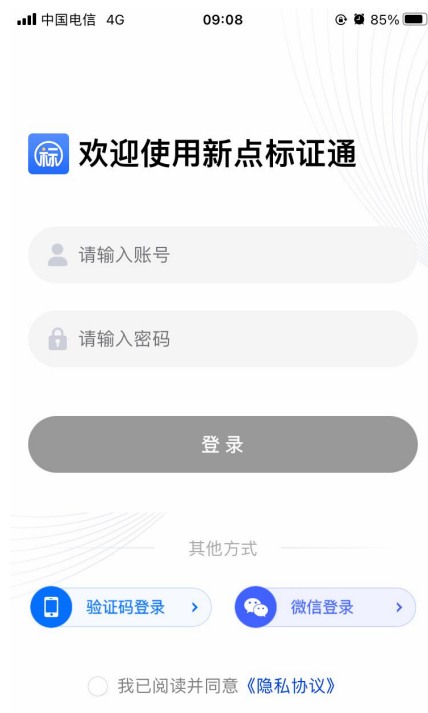 中国电信 4G 09:08 85%
标 欢迎使用新点标证通
请输入账号
请输入密码
登录
其他方式
验证码登录 微信登录
我已阅读并同意《隐私协议》